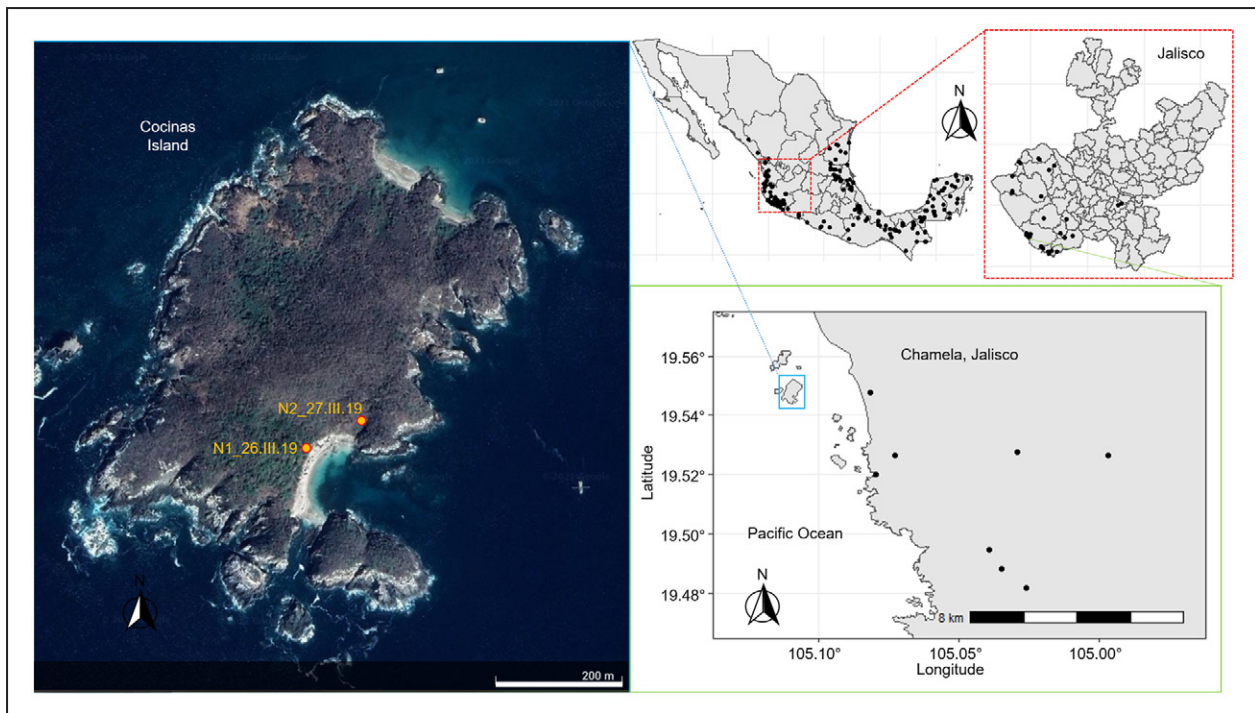 Cocinas
Island
N2_27.III.19
N1_26.III.19
N
200 m
N
Jalisco
Chamela, Jalisco
19.56°
19.54°
19.52°
19.50°
19.48°
Latitude
Pacific Ocean
N
8 km
105.10°
105.05°
105.00°
Longitude